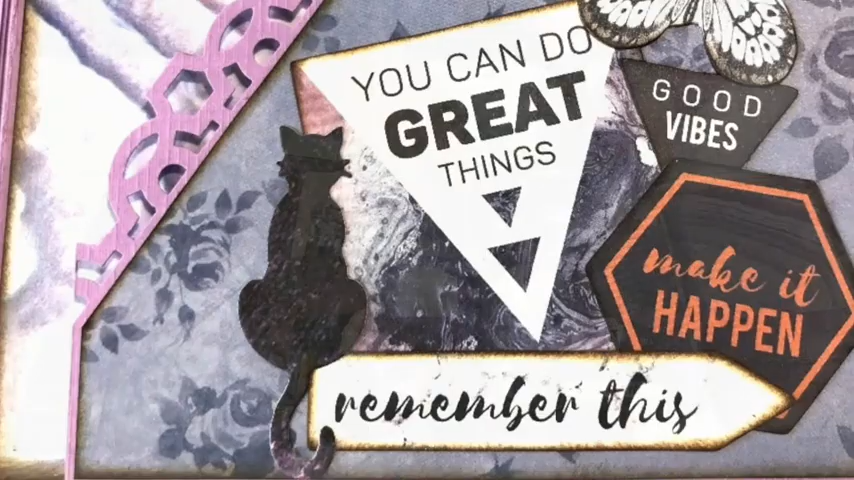 YOU CAN DO
GREAT
THINGS
GOOD
VIBES
make it
HAPPEN
remember this